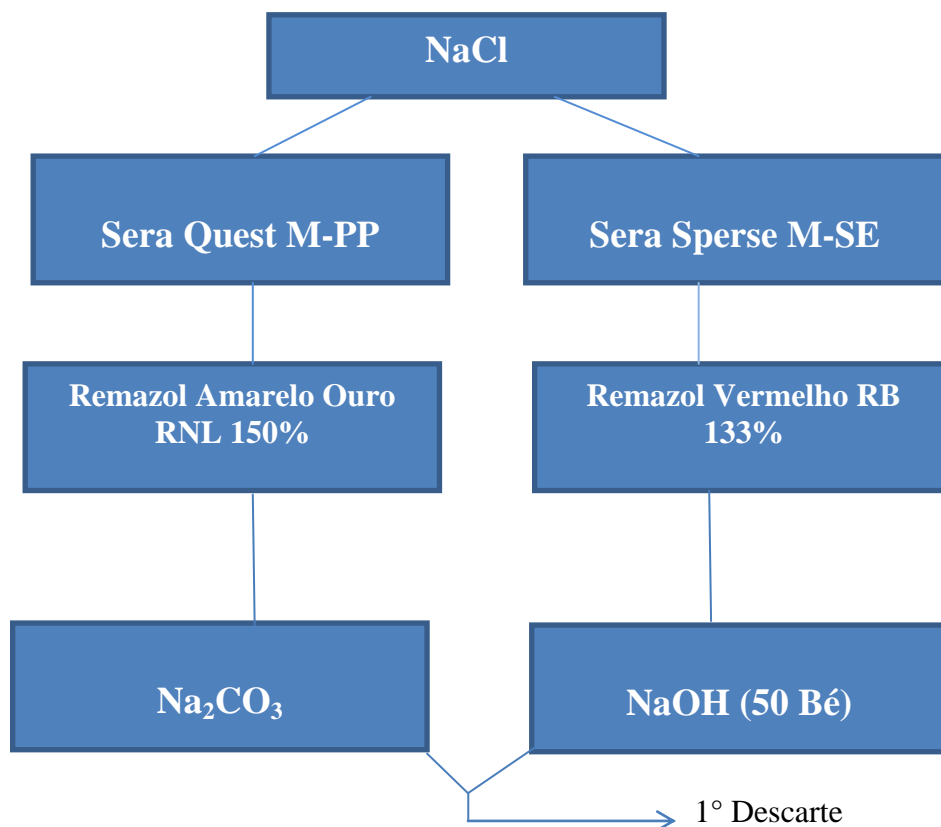 NaCl
Sera Quest M-PP
Sera Sperse M-SE
Remazol Amarelo Ouro
RNL 150%
Remazol Vermelho RB
133%
Na₂CO₃
NaOH (50 Bé)
1° Descarte